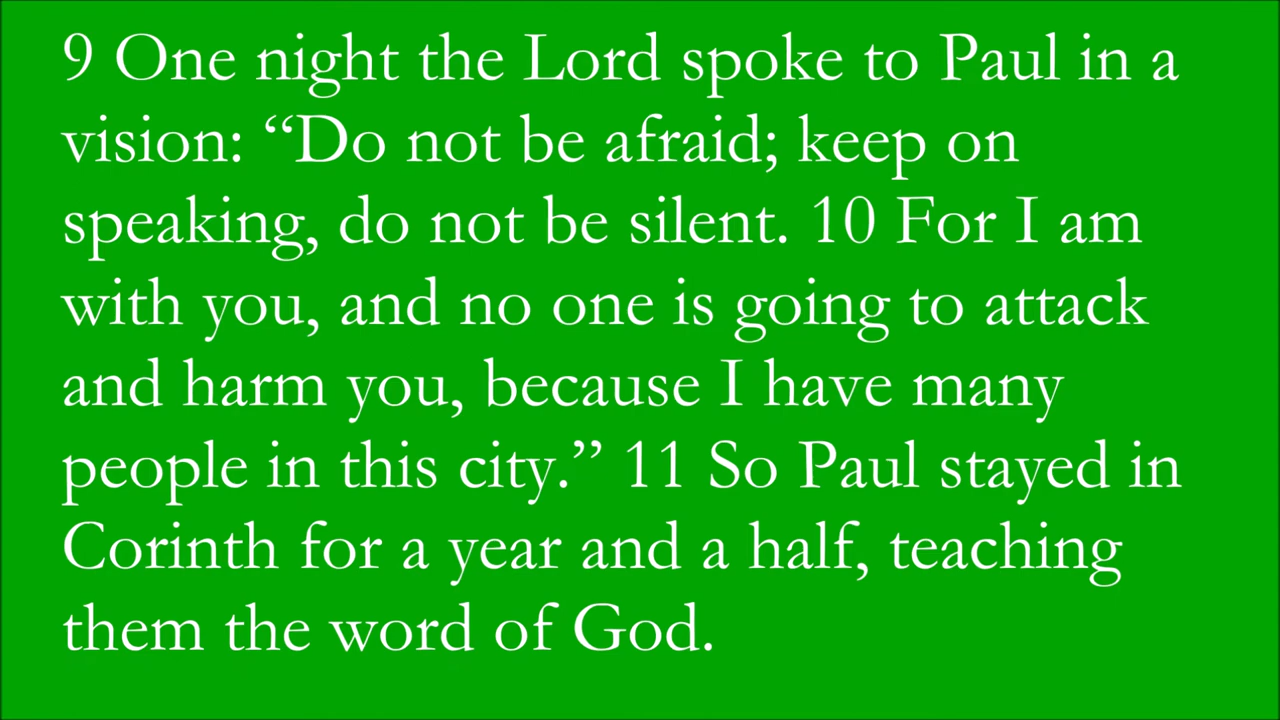 9 One night the Lord spoke to Paul in a
vision: “Do not be afraid; keep on
speaking, do not be silent. 10 For I am
with you, and no one is going to attack
and harm you, because I have many
people in this city.” 11 So Paul stayed in
Corinth for a year and a half, teaching
them the word of God.